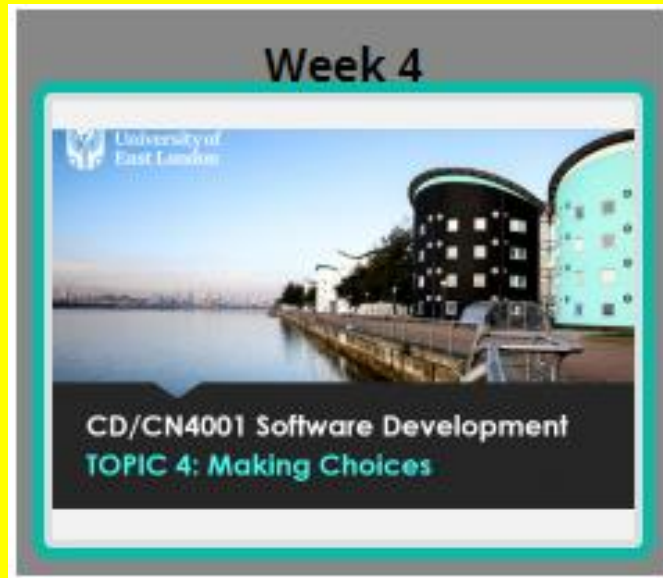 Week 4
University of
East London
CD/CN4001 Software Development
TOPIC 4: Making Choices